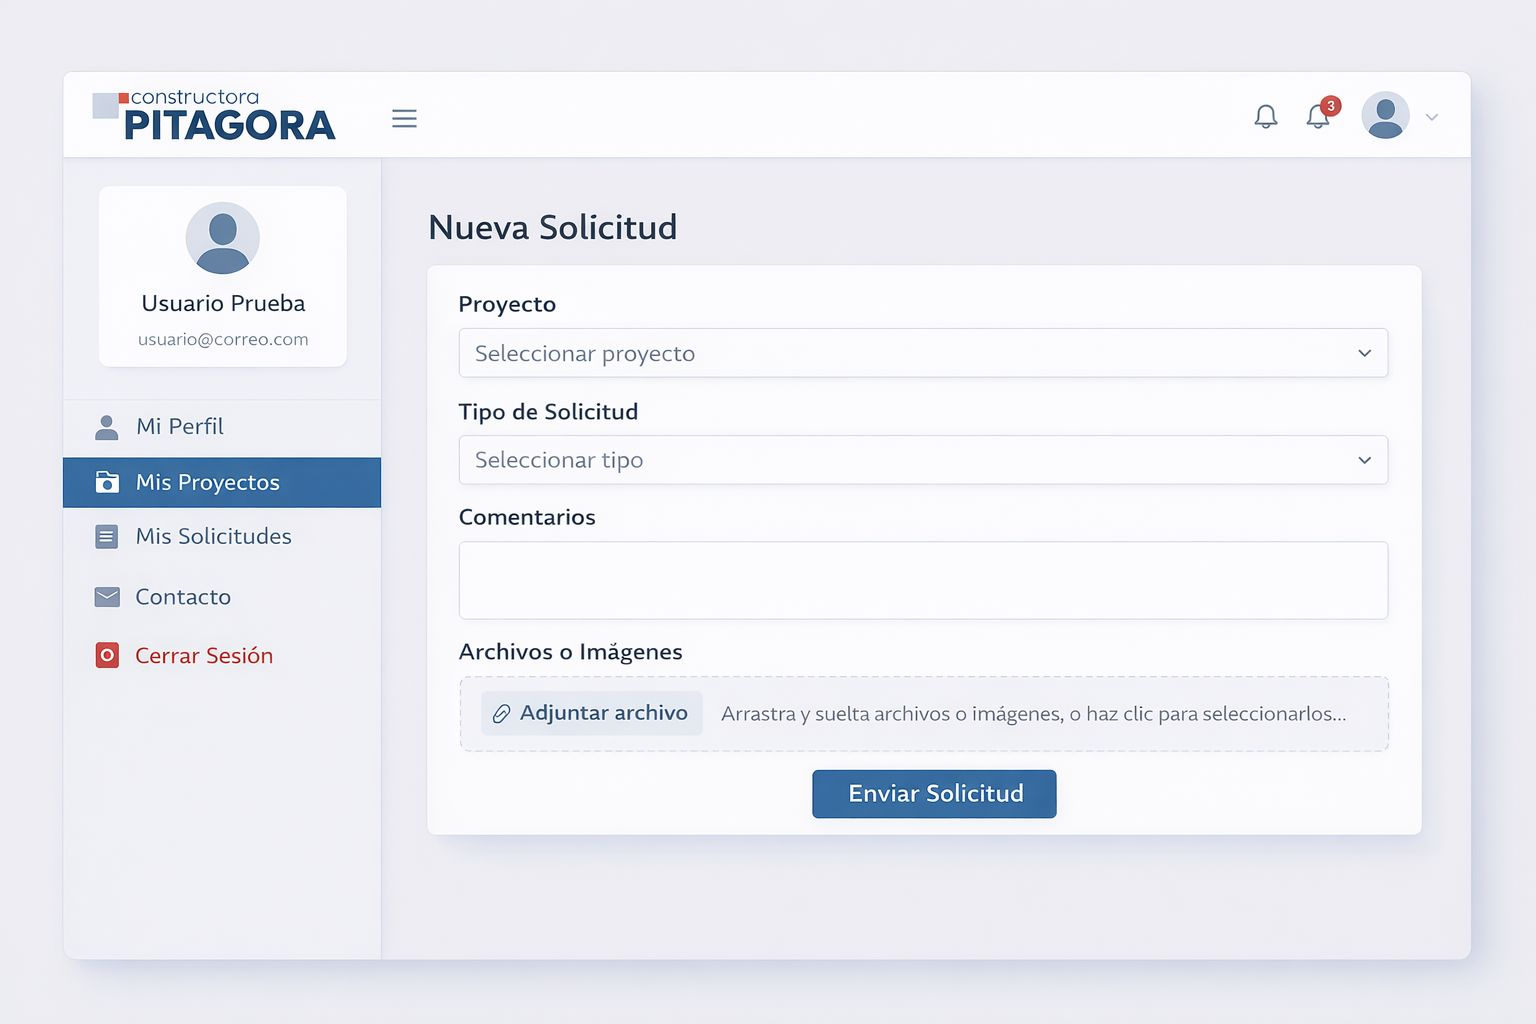 constructora
PITAGORA
3
Usuario Prueba
usuario@correo.com
Mi Perfil
Mis Proyectos
Mis Solicitudes
Contacto
Cerrar Sesión
Nueva Solicitud
Proyecto
Seleccionar proyecto
Tipo de Solicitud
Seleccionar tipo
Comentarios
Archivos o Imágenes
Adjuntar archivo Arrastra y suelta archivos o imágenes, o haz clic para seleccionarlos...
Enviar Solicitud